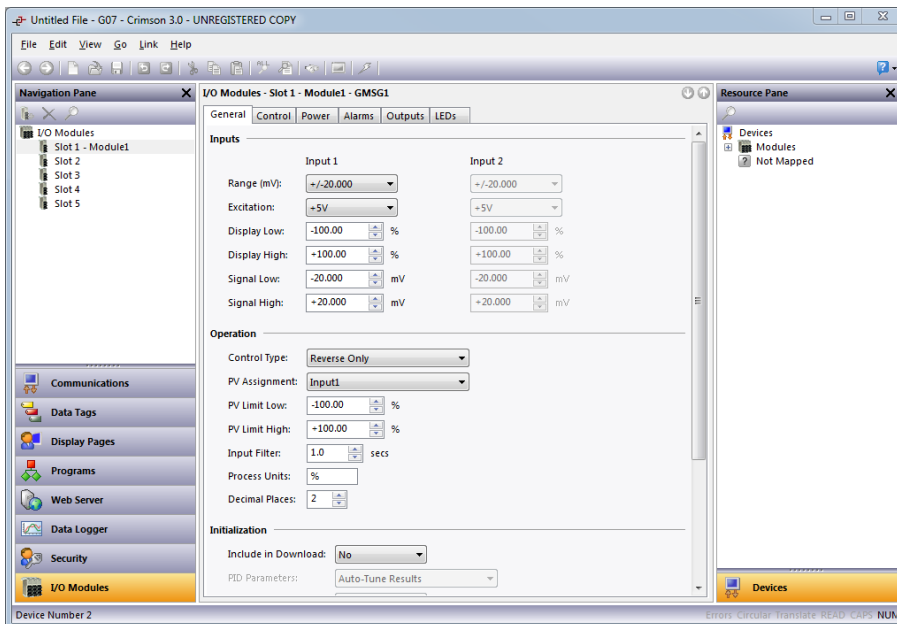 Untitled File - G07 - Crimson 3.0 - UNREGISTERED COPY
File Edit View Go Link Help
Navigation Pane
I/O Modules
Slot 1 - Module1
Slot 2
Slot 3
Slot 4
Slot 5
Communications
Data Tags
Display Pages
Programs
Web Server
Data Logger
Security
I/O Modules
I/O Modules - Slot 1 - Module1 - GMSG1
General Control Power Alarms Outputs LEDs
Inputs
Input 1 Input 2
Range (mV): +/-20.000 +/-20.000
Excitation: +5V +5V
Display Low: -100.00 % -100.00 %
Display High: +100.00 % +100.00 %
Signal Low: -20.000 mV -20.000 mV
Signal High: +20.000 mV +20.000 mV
Operation
Control Type: Reverse Only
PV Assignment: Input1
PV Limit Low: -100.00 %
PV Limit High: +100.00 %
Input Filter: 1.0 secs
Process Units: %
Decimal Places: 2
Initialization
Include in Download: No
PID Parameters: Auto-Tune Results
Resource Pane
Devices
Modules
Not Mapped
Devices
Device Number 2
Errors Circular Translate READ CAPS NUM